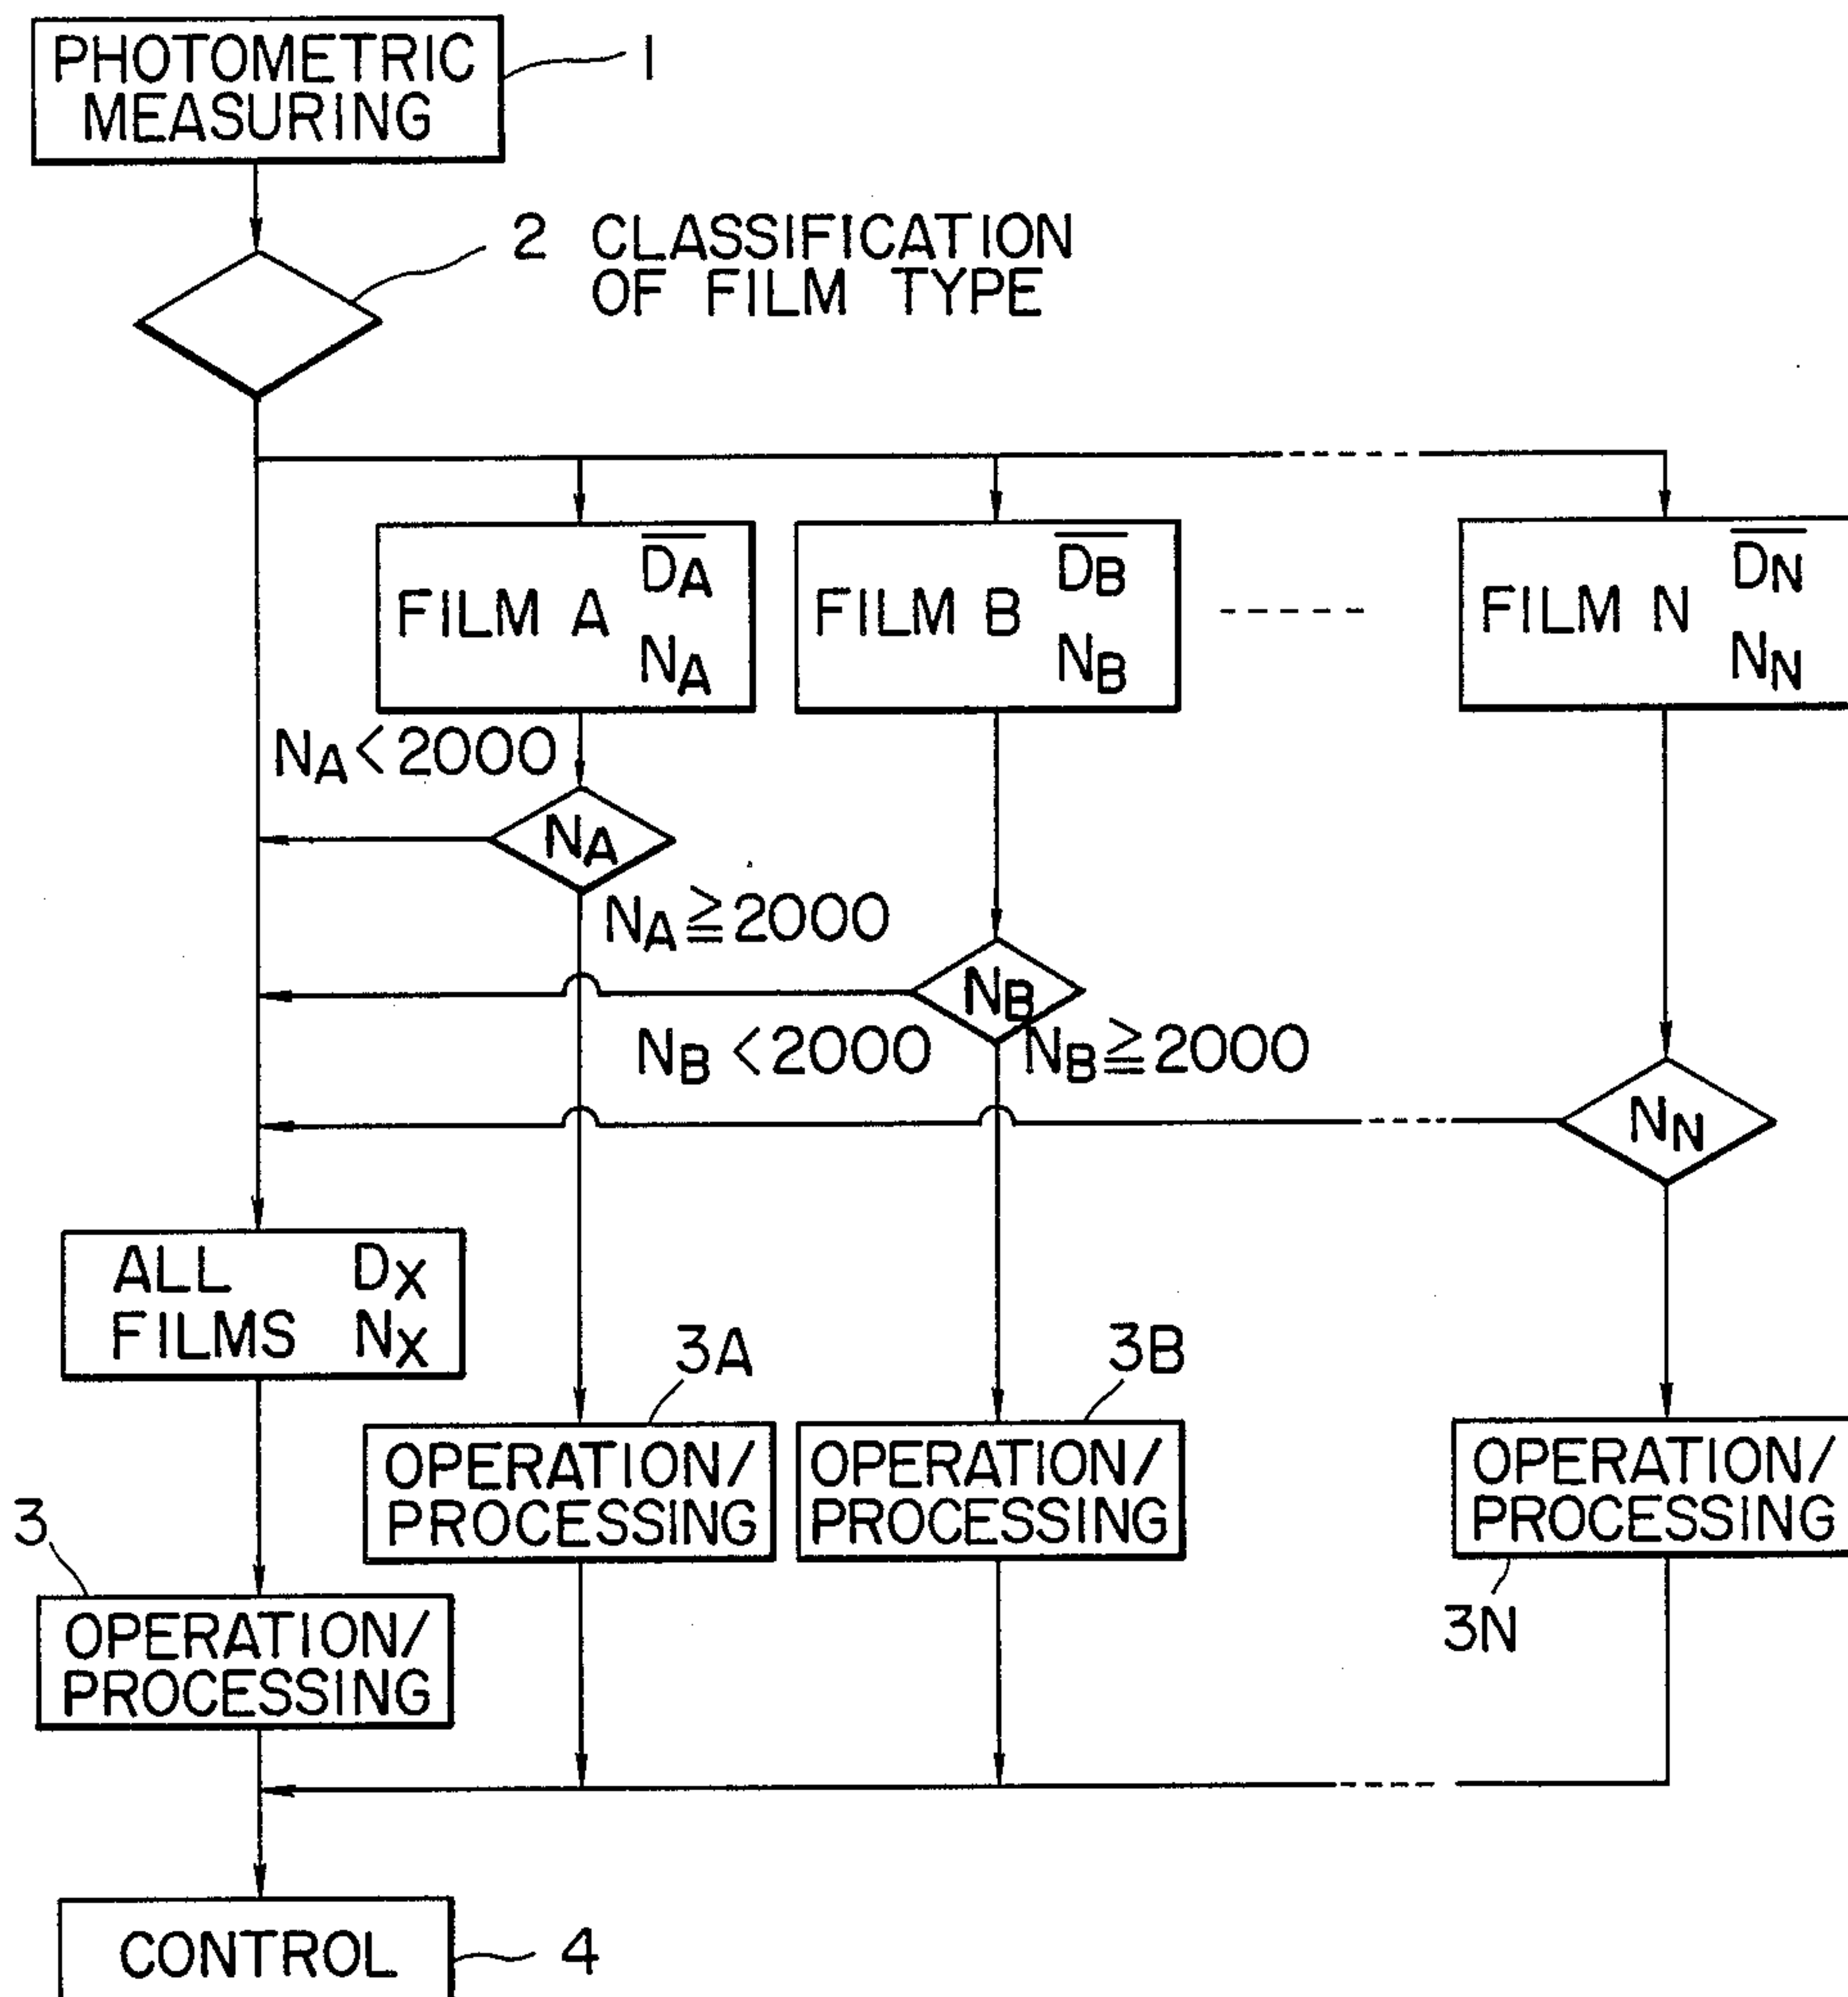 PHOTOMETRIC
MEASURING
1
2 CLASSIFICATION
OF FILM TYPE
FILM A D̅A̅
NA
FILM B D̅B̅
NB
FILM N D̅N̅
NN
NA<2000
NA
NA≧2000
NB
NB <2000
NB≧2000
NN
ALL DX
FILMS NX
3A
3B
OPERATION/
PROCESSING
OPERATION/
PROCESSING
OPERATION/
PROCESSING
3
3N
OPERATION/
PROCESSING
CONTROL
4